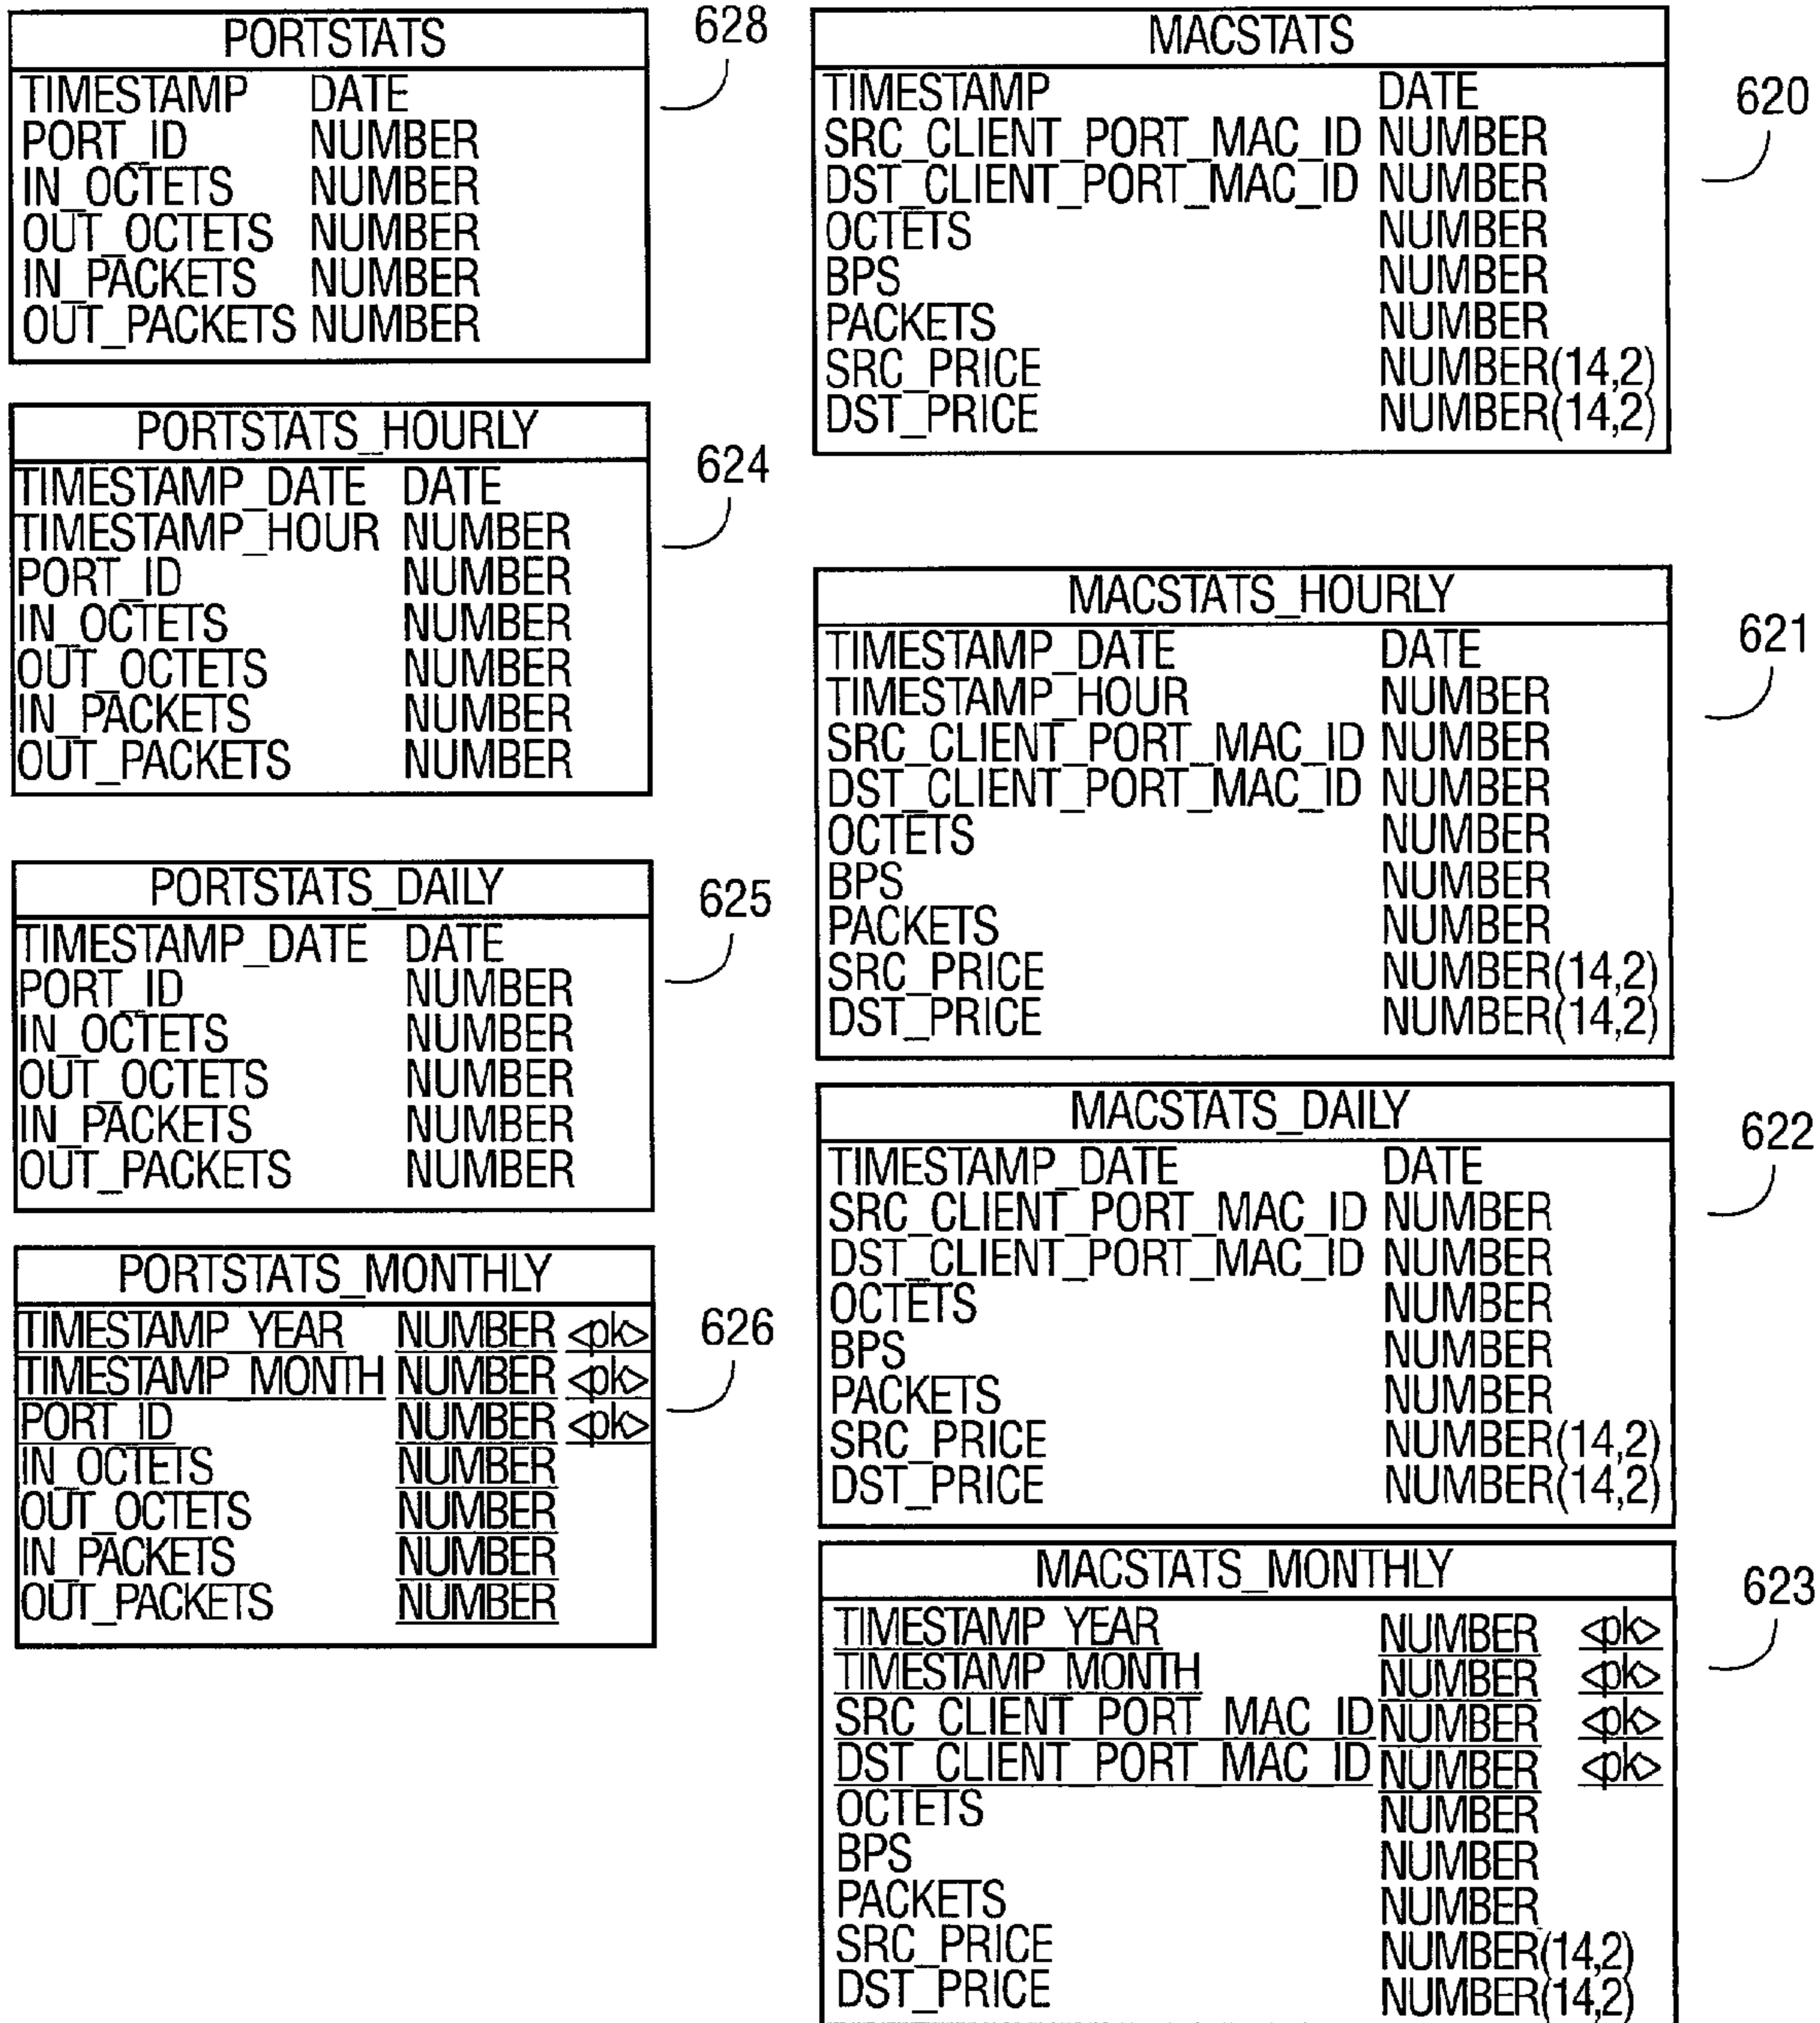 PORTSTATS
628
TIMESTAMP DATE
PORT_ID NUMBER
IN_OCTETS NUMBER
OUT_OCTETS NUMBER
IN_PACKETS NUMBER
OUT_PACKETS NUMBER
PORTSTATS_HOURLY
624
TIMESTAMP_DATE DATE
TIMESTAMP_HOUR NUMBER
PORT_ID NUMBER
IN_OCTETS NUMBER
OUT_OCTETS NUMBER
IN_PACKETS NUMBER
OUT_PACKETS NUMBER
PORTSTATS_DAILY
625
TIMESTAMP_DATE DATE
PORT_ID NUMBER
IN_OCTETS NUMBER
OUT_OCTETS NUMBER
IN_PACKETS NUMBER
OUT_PACKETS NUMBER
PORTSTATS_MONTHLY
626
TIMESTAMP_YEAR NUMBER <pk>
TIMESTAMP_MONTH NUMBER <pk>
PORT_ID NUMBER <pk>
IN_OCTETS NUMBER
OUT_OCTETS NUMBER
IN_PACKETS NUMBER
OUT_PACKETS NUMBER
MACSTATS
620
TIMESTAMP DATE
SRC_CLIENT_PORT_MAC_ID NUMBER
DST_CLIENT_PORT_MAC_ID NUMBER
OCTETS NUMBER
BPS NUMBER
PACKETS NUMBER
SRC_PRICE NUMBER(14,2)
DST_PRICE NUMBER(14,2)
MACSTATS_HOURLY
621
TIMESTAMP_DATE DATE
TIMESTAMP_HOUR NUMBER
SRC_CLIENT_PORT_MAC_ID NUMBER
DST_CLIENT_PORT_MAC_ID NUMBER
OCTETS NUMBER
BPS NUMBER
PACKETS NUMBER
SRC_PRICE NUMBER(14,2)
DST_PRICE NUMBER(14,2)
MACSTATS_DAILY
622
TIMESTAMP_DATE DATE
SRC_CLIENT_PORT_MAC_ID NUMBER
DST_CLIENT_PORT_MAC_ID NUMBER
OCTETS NUMBER
BPS NUMBER
PACKETS NUMBER
SRC_PRICE NUMBER(14,2)
DST_PRICE NUMBER(14,2)
MACSTATS_MONTHLY
623
TIMESTAMP_YEAR NUMBER <pk>
TIMESTAMP_MONTH NUMBER <pk>
SRC_CLIENT_PORT_MAC_ID NUMBER <pk>
DST_CLIENT_PORT_MAC_ID NUMBER <pk>
OCTETS NUMBER
BPS NUMBER
PACKETS NUMBER
SRC_PRICE NUMBER(14,2)
DST_PRICE NUMBER(14,2)